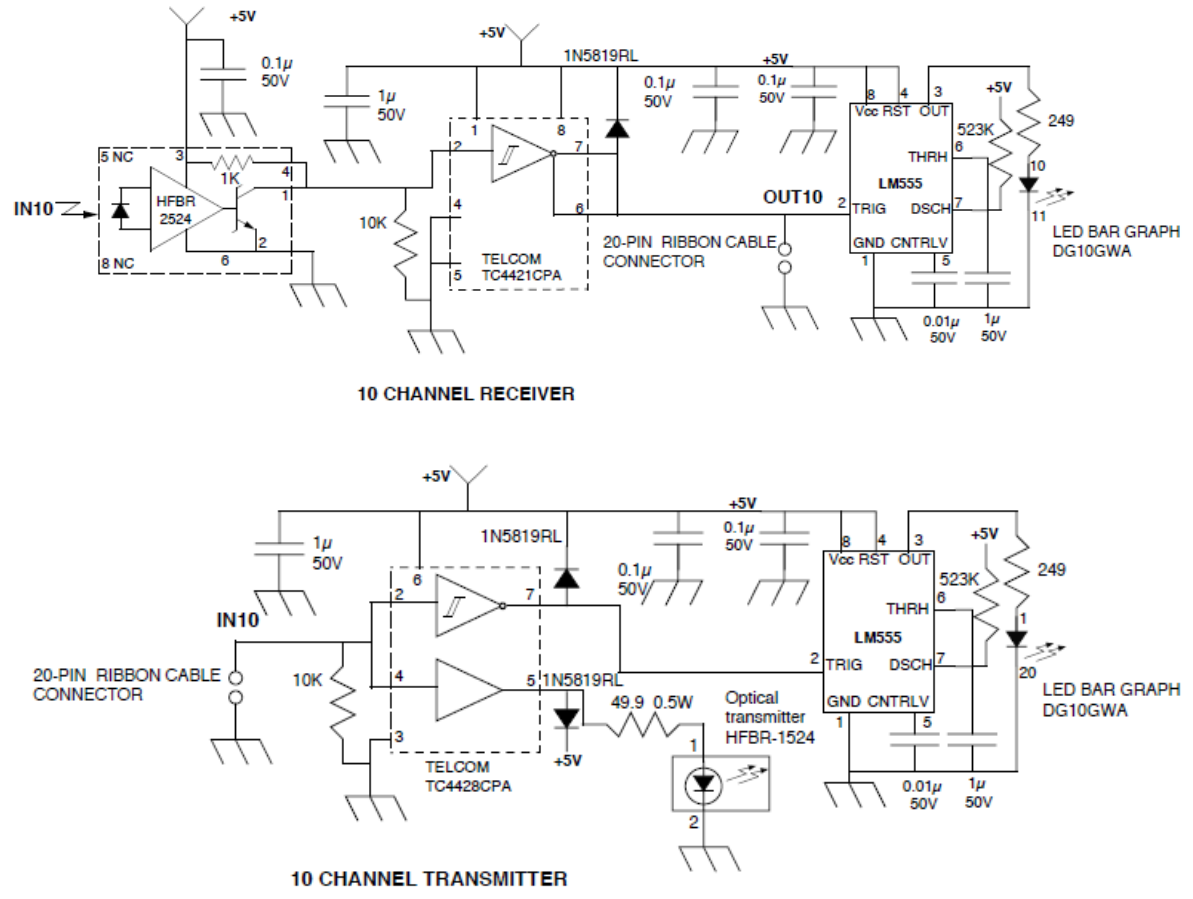 +5V
0.1µ
50V
5 NC
3
4
1K
1
HFBR
2524
IN10
2
6
8 NC
+5V
1N5819RL
1µ
50V
1
8
2
7
10K
4
6
5
TELCOM
TC4421CPA
0.1µ
50V
+5V
0.1µ
50V
8
4
3
Vcc RST OUT
+5V
523K
249
6
THRH
LM555
10
OUT10
2
TRIG
DSCH
7
11
20-PIN RIBBON CABLE
CONNECTOR
GND CNTRLV
1
5
LED BAR GRAPH
DG10GWA
0.01µ
50V
1µ
50V
10 CHANNEL RECEIVER
+5V
1µ
50V
1N5819RL
6
2
7
IN10
20-PIN RIBBON CABLE
CONNECTOR
10K
4
5
1N5819RL
3
+5V
TELCOM
TC4428CPA
49.9 0.5W
Optical
transmitter
HFBR-1524
1
2
0.1µ
50V
+5V
0.1µ
50V
8
4
3
Vcc RST OUT
+5V
523K
249
6
THRH
LM555
1
2
TRIG
DSCH
7
20
GND CNTRLV
1
5
LED BAR GRAPH
DG10GWA
0.01µ
50V
1µ
50V
10 CHANNEL TRANSMITTER